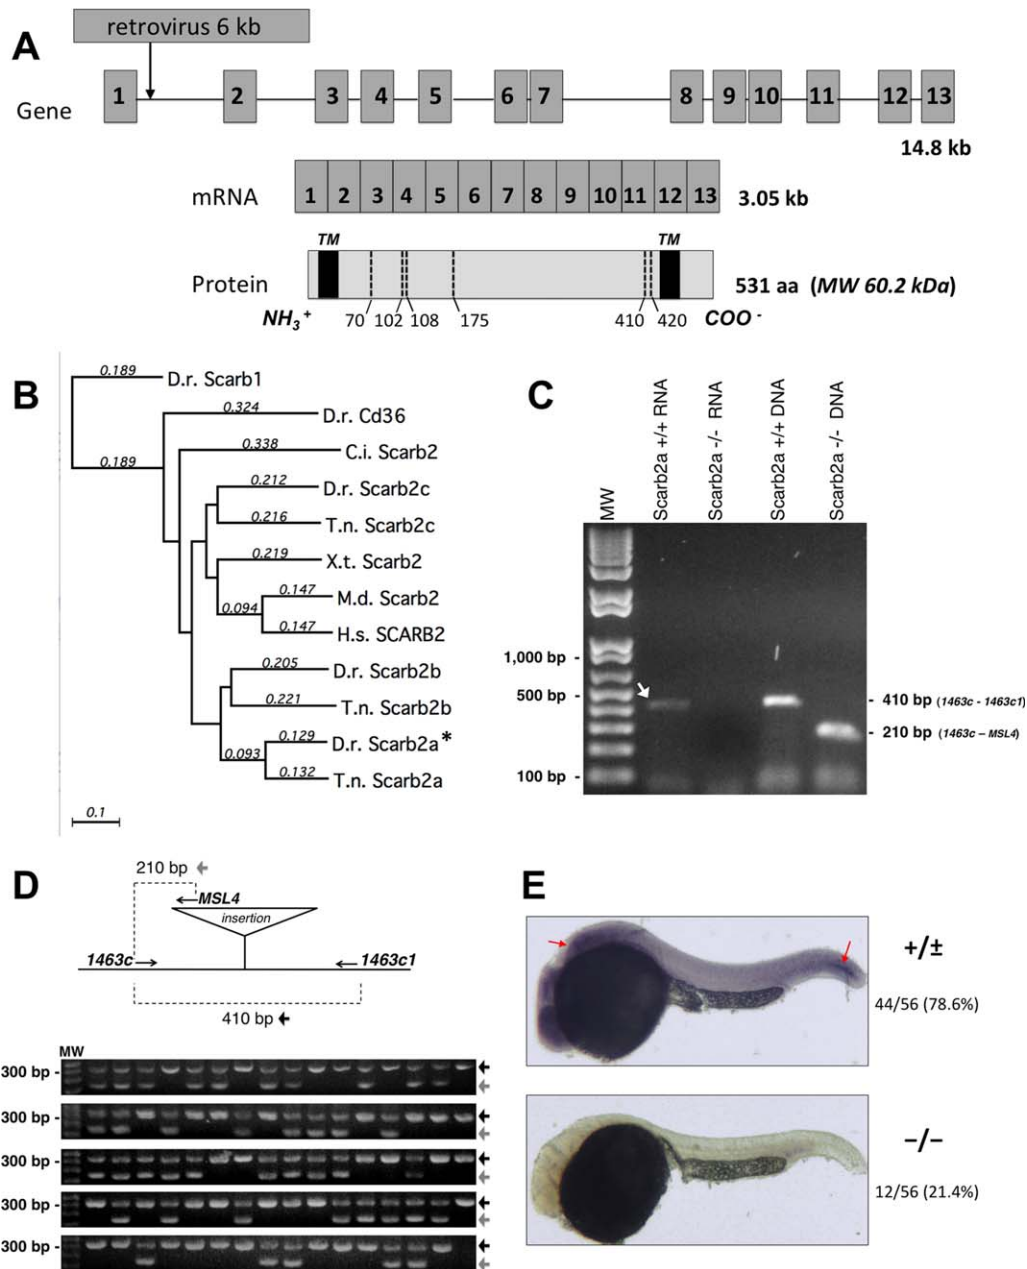 A
retrovirus 6 kb
Gene
1 2 3 4 5 6 7 8 9 10 11 12 13
14.8 kb
mRNA
1 2 3 4 5 6 7 8 9 10 11 12 13
3.05 kb
TM TM
Protein
531 aa (MW 60.2 kDa)
NH3+ 70 102 108 175 410 420 COO-
B
0.189 D.r. Scarb1
0.324 D.r. Cd36
0.338 C.i. Scarb2
0.189
0.212 D.r. Scarb2c
0.216 T.n. Scarb2c
0.219 X.t. Scarb2
0.147 M.d. Scarb2
0.094
0.147 H.s. SCARB2
0.205 D.r. Scarb2b
0.221 T.n. Scarb2b
0.129 D.r. Scarb2a*
0.093
0.132 T.n. Scarb2a
0.1
C
MW
Scarb2a +/+ RNA
Scarb2a -/- RNA
Scarb2a +/+ DNA
Scarb2a -/- DNA
1,000 bp -
500 bp -
100 bp -
- 410 bp (1463c - 1463c1)
- 210 bp (1463c – MSL4)
D
210 bp
MSL4
insertion
1463c 1463c1
410 bp
MW
300 bp -
300 bp -
300 bp -
300 bp -
300 bp -
E
+/±
44/56 (78.6%)
−/−
12/56 (21.4%)